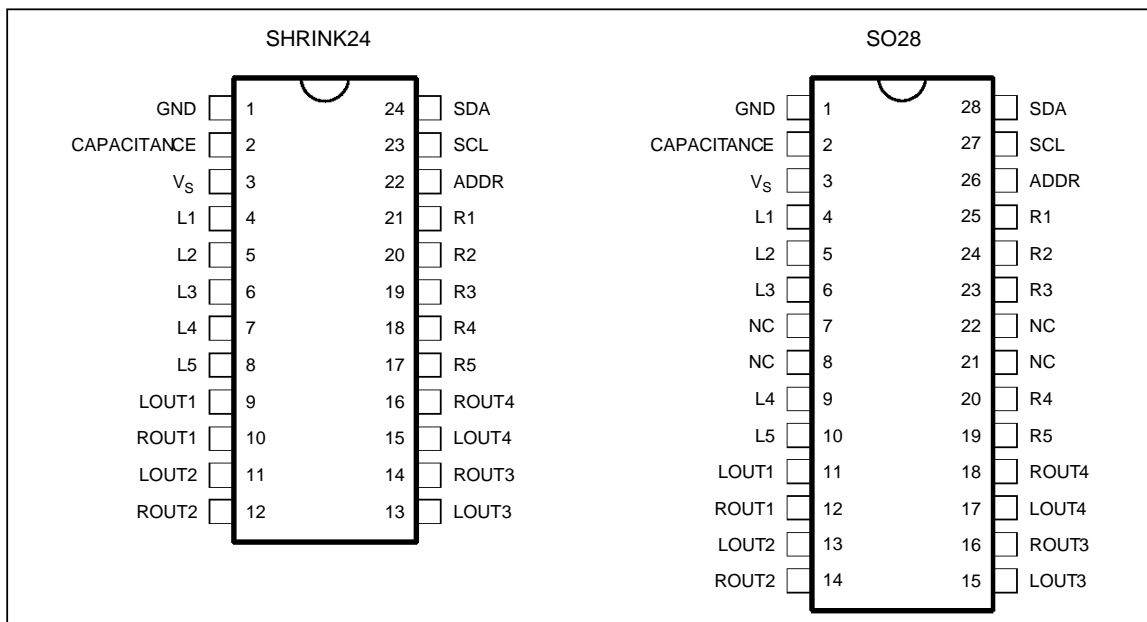 SHRINK24
GND 1 24 SDA
CAPACITANCE 2 23 SCL
VS 3 22 ADDR
L1 4 21 R1
L2 5 20 R2
L3 6 19 R3
L4 7 18 R4
L5 8 17 R5
LOUT1 9 16 ROUT4
ROUT1 10 15 LOUT4
LOUT2 11 14 ROUT3
ROUT2 12 13 LOUT3
SO28
GND 1 28 SDA
CAPACITANCE 2 27 SCL
VS 3 26 ADDR
L1 4 25 R1
L2 5 24 R2
L3 6 23 R3
NC 7 22 NC
NC 8 21 NC
L4 9 20 R4
L5 10 19 R5
LOUT1 11 18 ROUT4
ROUT1 12 17 LOUT4
LOUT2 13 16 ROUT3
ROUT2 14 15 LOUT3